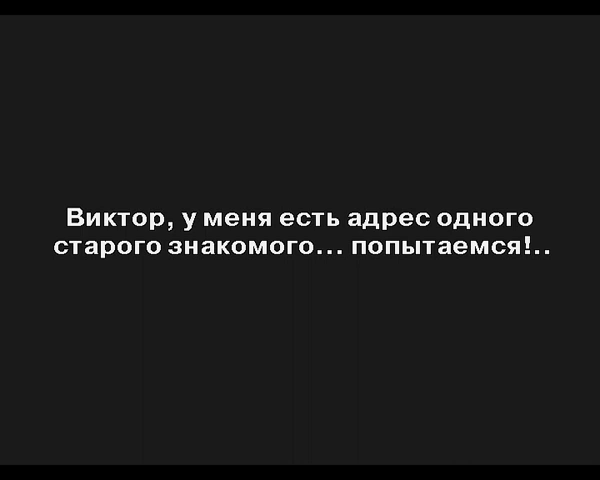 Виктор, у меня есть адрес одного
старого знакомого... попытаемся!..